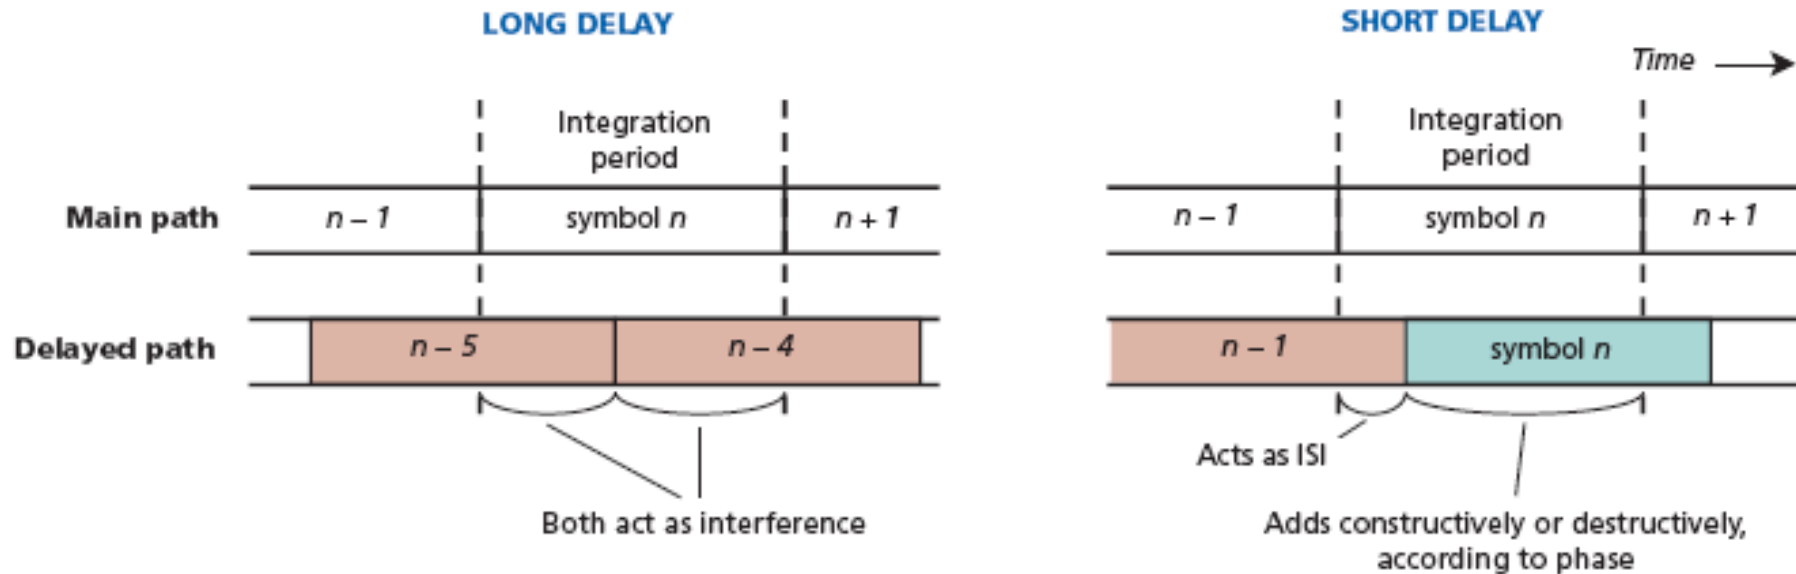 LONG DELAY
SHORT DELAY
Time
Integration
period
Integration
period
Main path
n – 1
symbol n
n + 1
n – 1
symbol n
n + 1
Delayed path
n – 5
n – 4
n – 1
symbol n
Acts as ISI
Both act as interference
Adds constructively or destructively,
according to phase